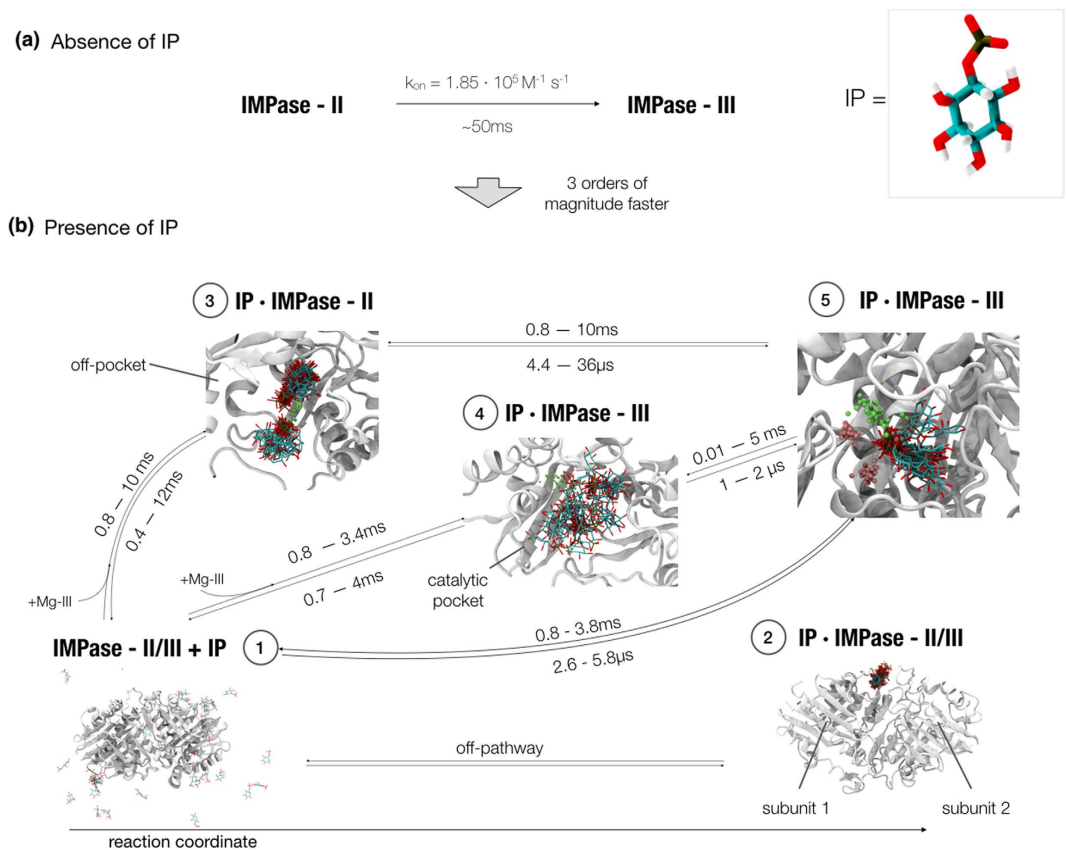 (a) Absence of IP
k_on = 1.85 · 10⁵ M⁻¹ s⁻¹
IMPase - II
IMPase - III
~50ms
IP =
3 orders of
magnitude faster
(b) Presence of IP
3 IP · IMPase - II
5 IP · IMPase - III
0.8 — 10ms
4.4 — 36µs
off-pocket
4 IP · IMPase - III
0.01 — 5 ms
1 — 2 µs
0.8 — 10 ms
0.4 — 12ms
0.8 — 3.4ms
0.7 — 4ms
+Mg-III
+Mg-III
catalytic
pocket
0.8 - 3.8ms
2.6 - 5.8µs
IMPase - II/III + IP 1
2 IP · IMPase - II/III
off-pathway
subunit 1
subunit 2
reaction coordinate